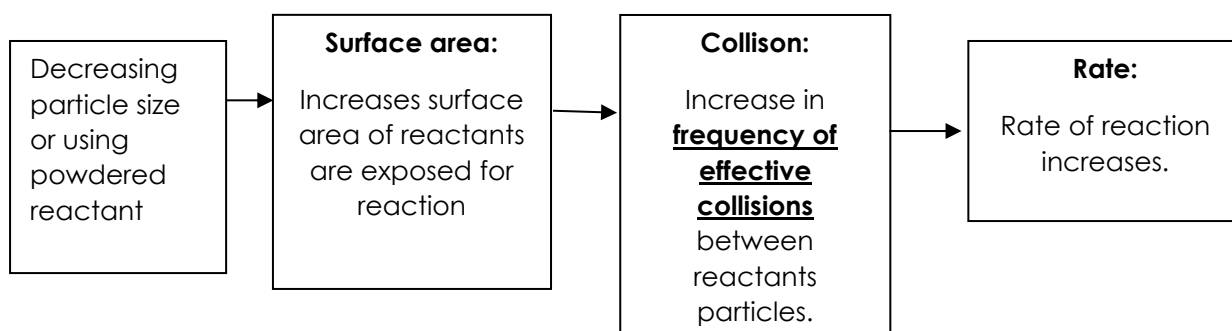 Decreasing
particle size
or using
powdered
reactant
Surface area:
Increases surface
area of reactants
are exposed for
reaction
Collison:
Increase in
frequency of
effective
collisions
between
reactants
particles.
Rate:
Rate of reaction
increases.